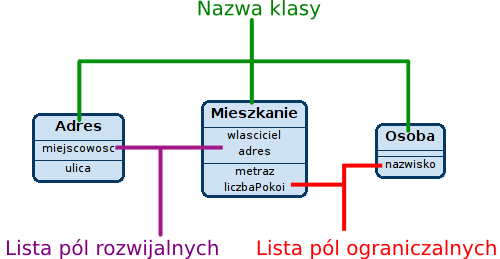 Nazwa klasy
Adres
miejscowosc
ulica
Mieszkanie
wlasciciel
adres
metraz
liczbaPokoi
Osoba
nazwisko
Lista pól rozwijalnych
Lista pól ograniczalnych